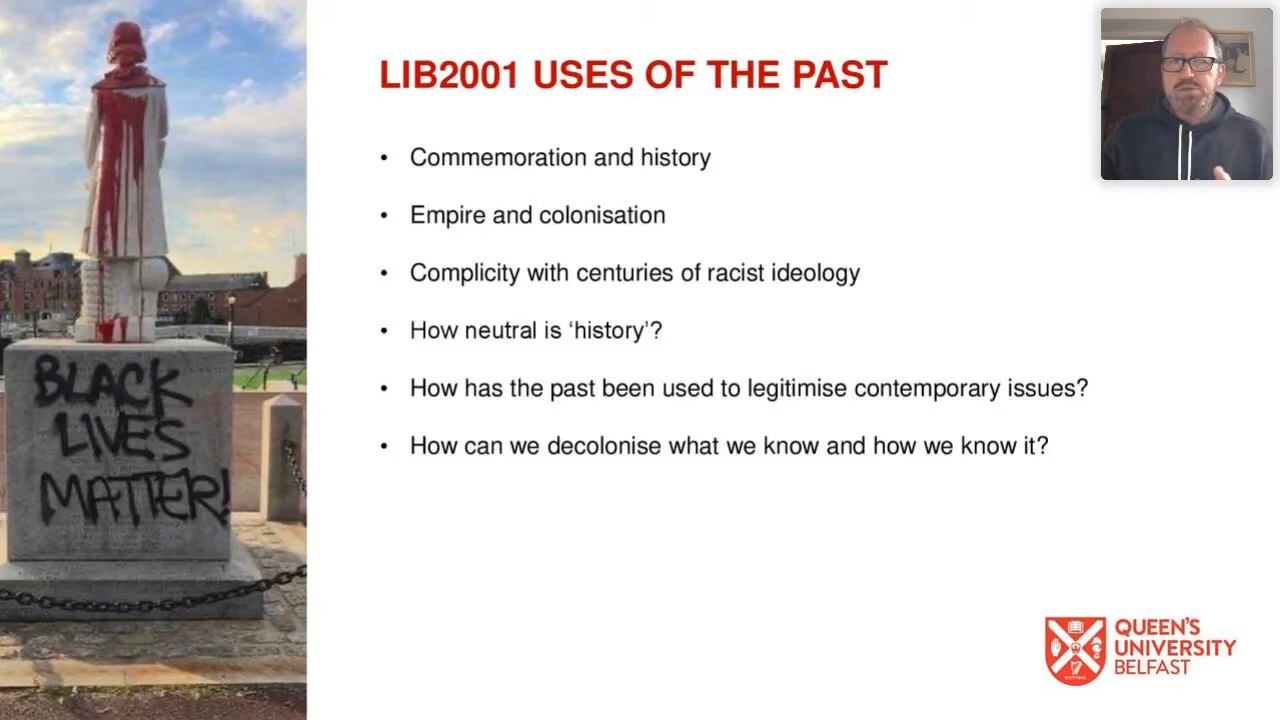 LIB2001 USES OF THE PAST
• Commemoration and history
• Empire and colonisation
• Complicity with centuries of racist ideology
• How neutral is ‘history’?
• How has the past been used to legitimise contemporary issues?
• How can we decolonise what we know and how we know it?
BLACK
LIVES
MATTER!
QUEEN'S
UNIVERSITY
BELFAST